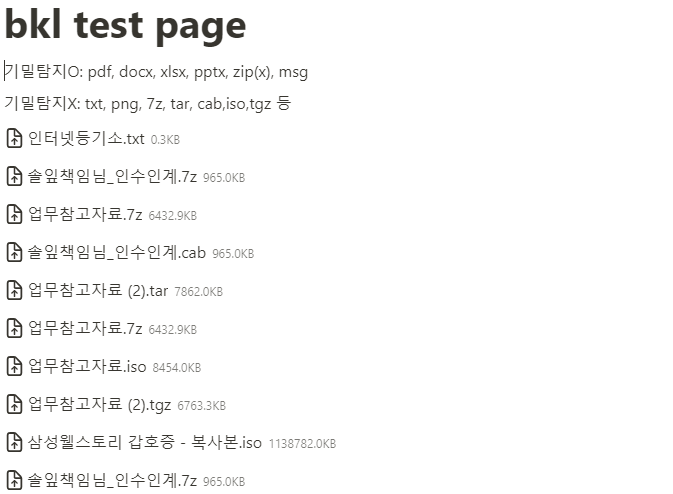 bkl test page
기밀탐지O: pdf, docx, xlsx, pptx, zip(x), msg
기밀탐지X: txt, png, 7z, tar, cab,iso,tgz 등
인터넷등기소.txt 0.3KB
솔잎책임님_인수인계.7z 965.0KB
업무참고자료.7z 6432.9KB
솔잎책임님_인수인계.cab 965.0KB
업무참고자료 (2).tar 7862.0KB
업무참고자료.7z 6432.9KB
업무참고자료.iso 8454.0KB
업무참고자료 (2).tgz 6763.3KB
삼성웰스토리 갑호증 - 복사본.iso 1138782.0KB
솔잎책임님_인수인계.7z 965.0KB